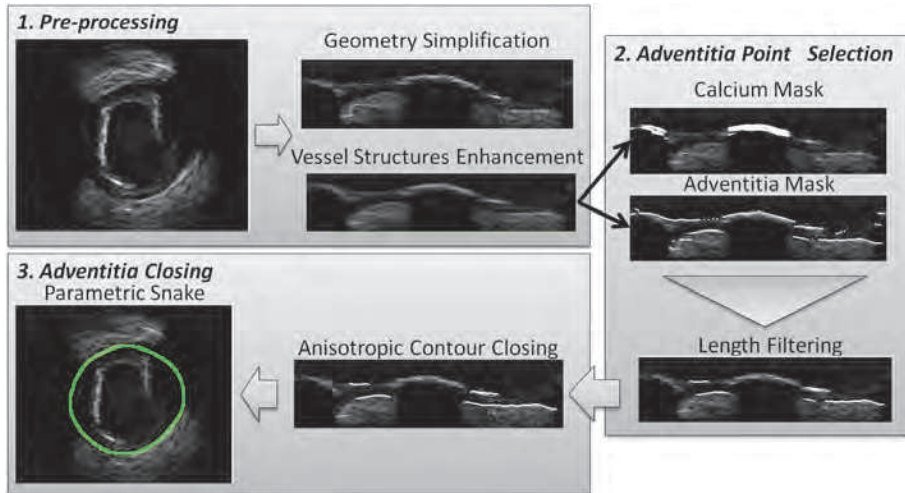 1. Pre-processing
Geometry Simplification
Vessel Structures Enhancement
2. Adventitia Point Selection
Calcium Mask
Adventitia Mask
Length Filtering
3. Adventitia Closing
Parametric Snake
Anisotropic Contour Closing